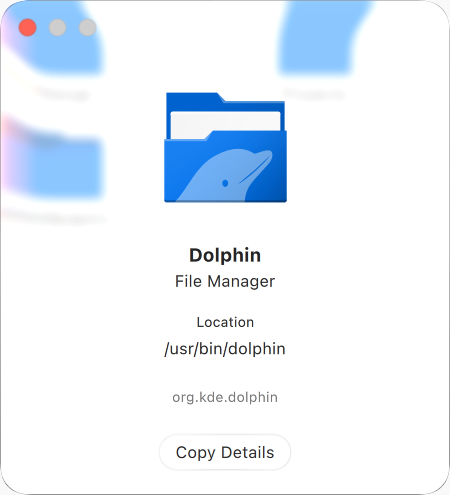 Dolphin
File Manager
Location
/usr/bin/dolphin
org.kde.dolphin
Copy Details